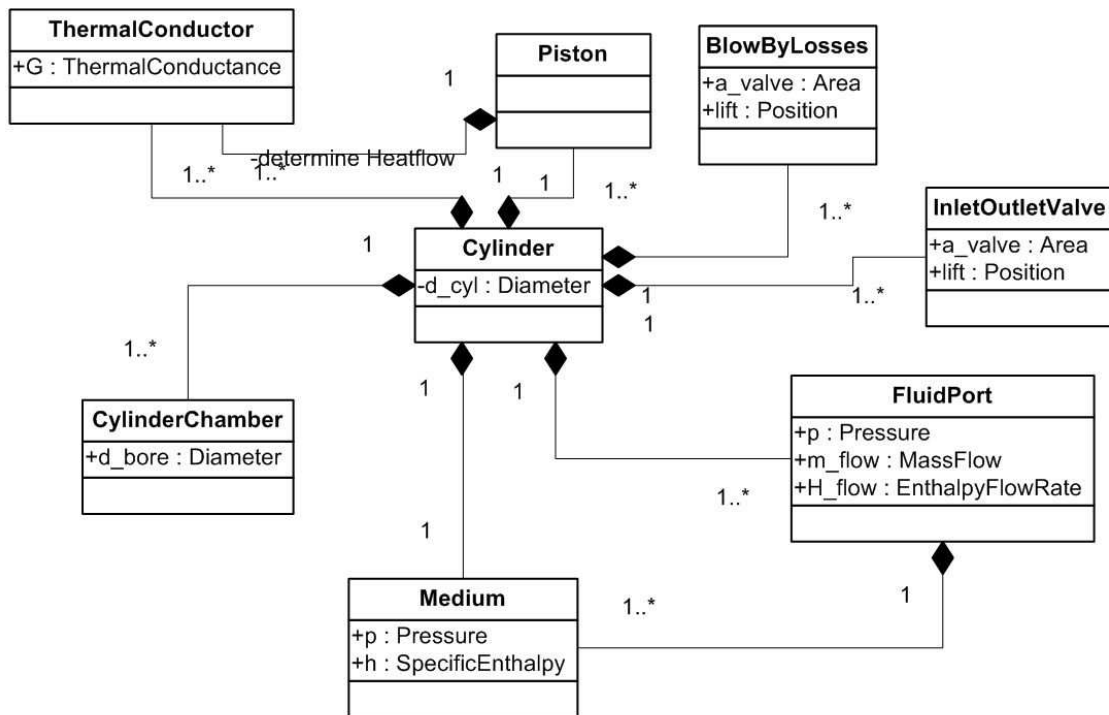 ThermalConductor
+G : ThermalConductance
Piston
BlowByLosses
+a_valve : Area
+lift : Position
1
-determine Heatflow
1..*
1..*
1
1
1..*
1..*
InletOutletValve
+a_valve : Area
+lift : Position
1
Cylinder
-d_cyl : Diameter
1
1
1..*
1..*
CylinderChamber
+d_bore : Diameter
1
1
FluidPort
+p : Pressure
+m_flow : MassFlow
+H_flow : EnthalpyFlowRate
1..*
1
Medium
+p : Pressure
+h : SpecificEnthalpy
1..*
1